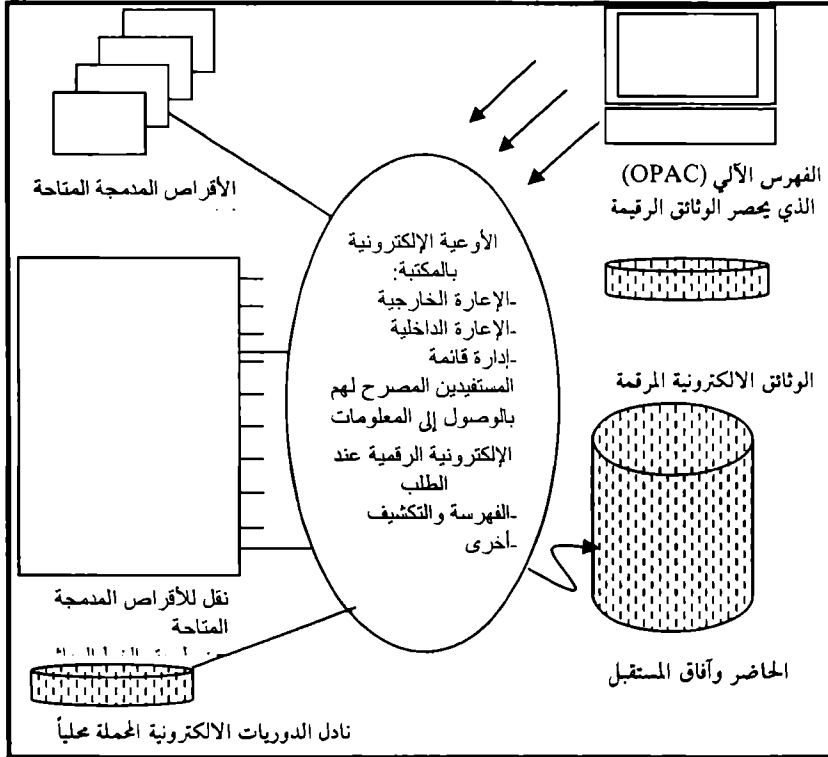 الفهرس الآلي (OPAC)
الذي يحصر الوثائق الرقيمة
الأقراص المدمجة المتاحة
الأوعية الإلكترونية
بالمكتبة:
-الإعارة الخارجية
-الإعارة الداخلية
-إدارة قائمة
المستفيدين المصرح لهم
بالوصول إلى المعلومات
الإلكترونية الرقمية عند
الطلب
-الفهرسة والتكشيف
-أخرى
الوثائق الالكترونية المرقمة
الحاضر وآفاق المستقبل
نقل للأقراص المدمجة
المتاحة
نادل الدوريات الالكترونية المحملة محلياً